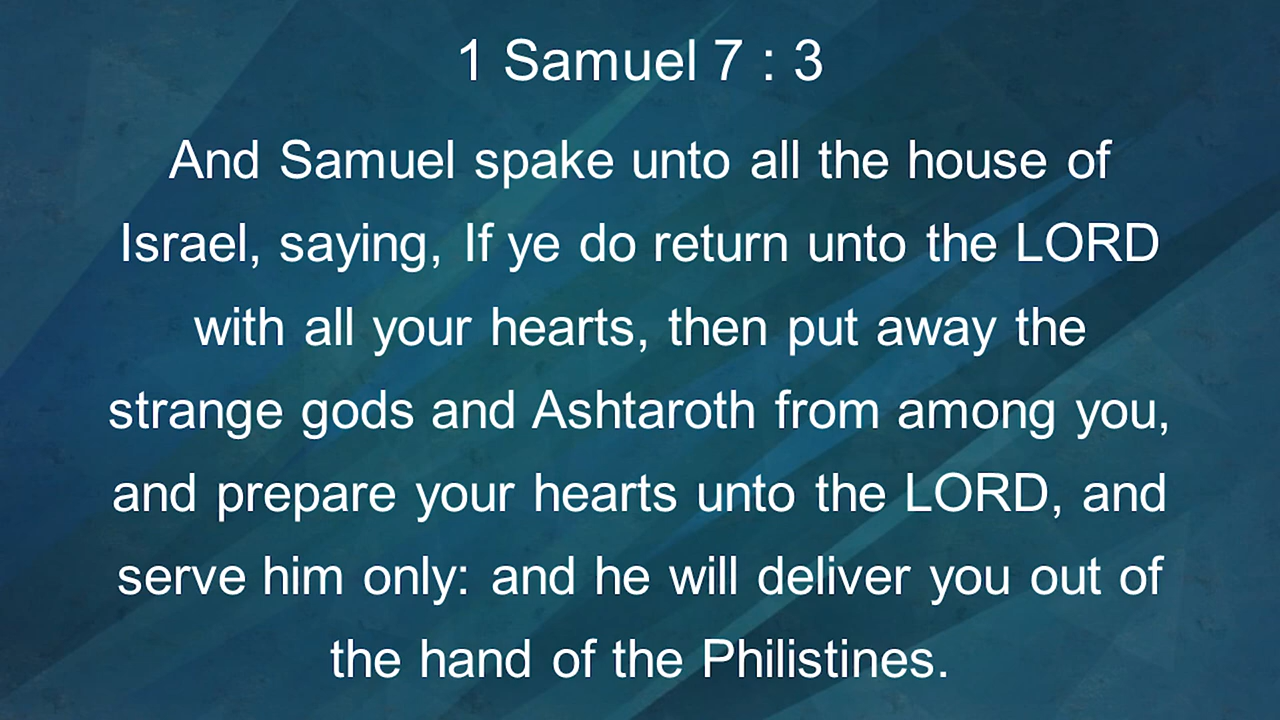 1 Samuel 7 : 3
And Samuel spake unto all the house of
Israel, saying, If ye do return unto the LORD
with all your hearts, then put away the
strange gods and Ashtaroth from among you,
and prepare your hearts unto the LORD, and
serve him only: and he will deliver you out of
the hand of the Philistines.